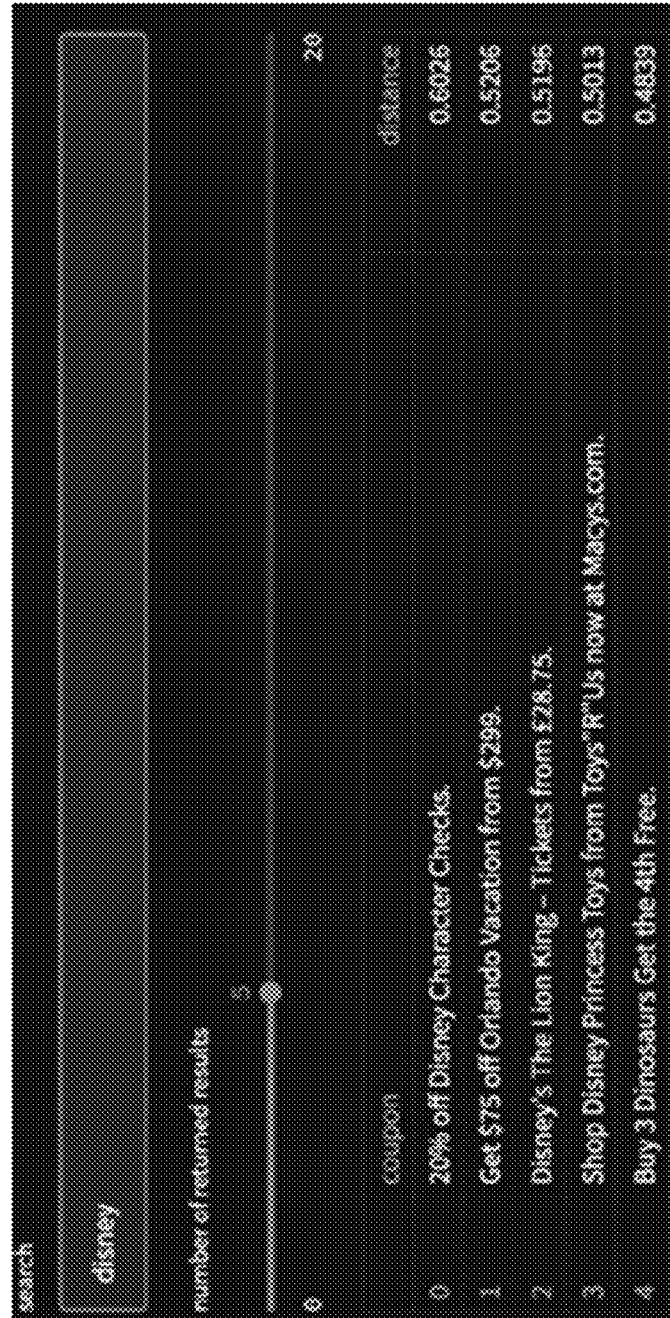 search
disney
number of returned results
5
0 20
coupon distance
0 20% off Disney Character Checks. 0.6026
1 Get $75 off Orlando Vacation from $299. 0.5206
2 Disney's The Lion King – Tickets from £28.75. 0.5196
3 Shop Disney Princess Toys from Toys"R"Us now at Macys.com. 0.5013
4 Buy 3 Dinosaurs Get the 4th Free. 0.4839